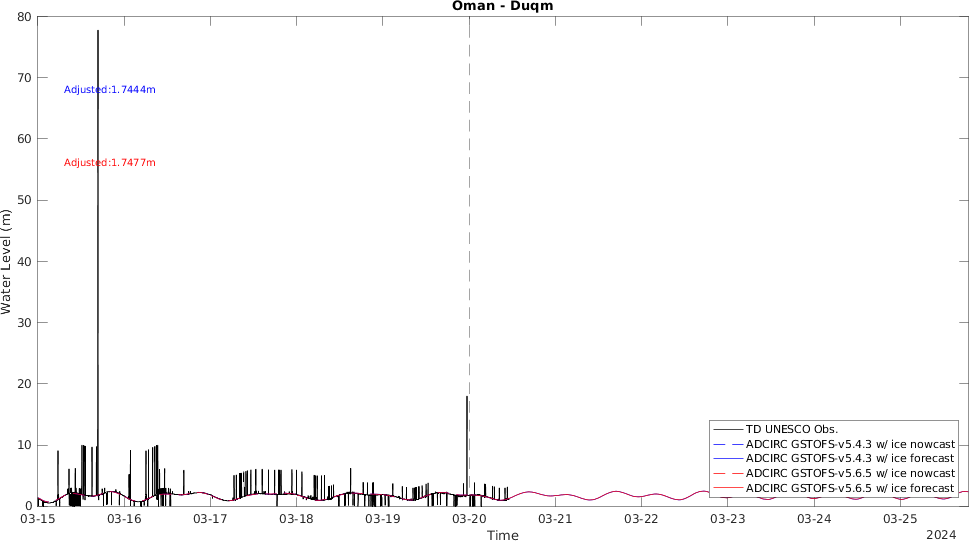 Oman - Duqm
80
70
60
50
40
30
20
10
0
Water Level (m)
Adjusted:1.7444m
Adjusted:1.7477m
TD UNESCO Obs.
ADCIRC GSTOFS-v5.4.3 w/ ice nowcast
ADCIRC GSTOFS-v5.4.3 w/ ice forecast
ADCIRC GSTOFS-v5.6.5 w/ ice nowcast
ADCIRC GSTOFS-v5.6.5 w/ ice forecast
03-15 03-16 03-17 03-18 03-19 03-20 03-21 03-22 03-23 03-24 03-25
Time
2024